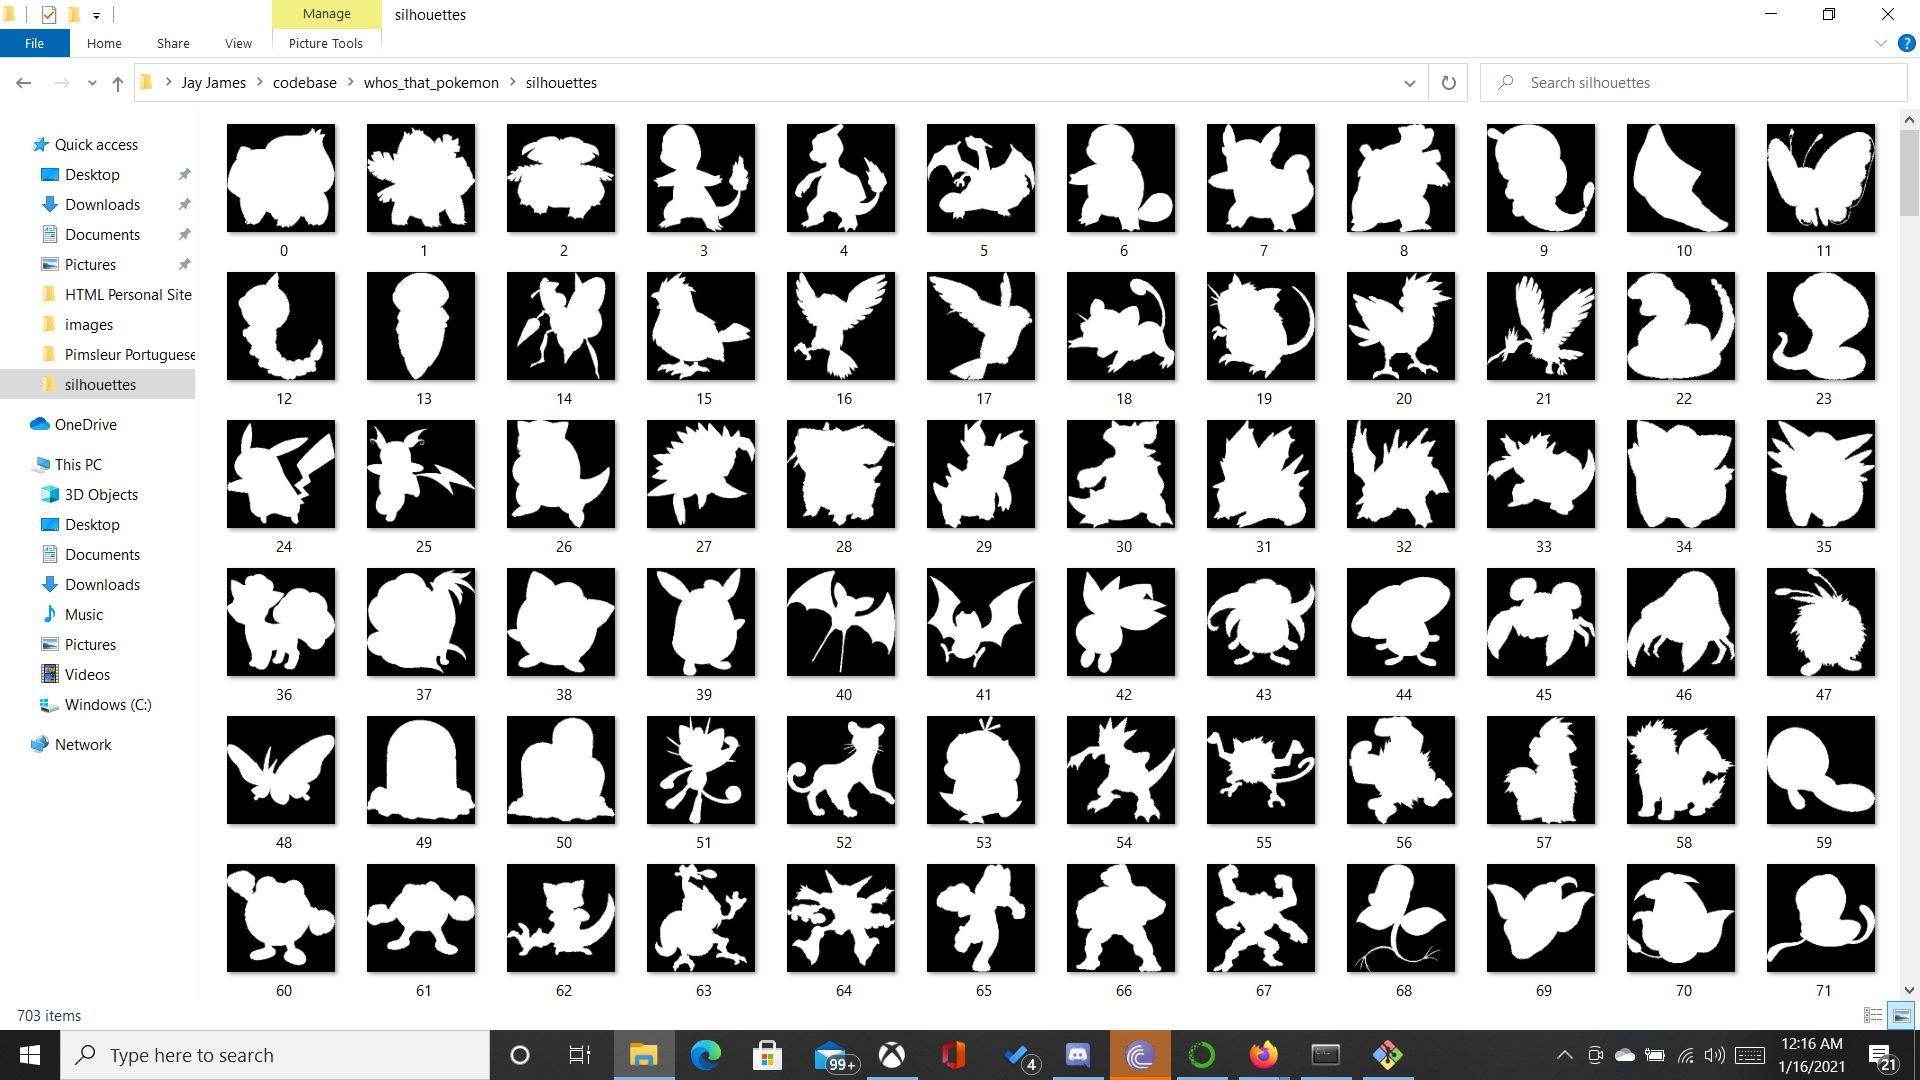 Manage
silhouettes
File
Home
Share
View
Picture Tools
Jay James
codebase
whos_that_pokemon
silhouettes
Search silhouettes
Quick access
Desktop
Downloads
Documents
Pictures
HTML Personal Site
images
Pimsleur Portuguese
silhouettes
OneDrive
This PC
3D Objects
Desktop
Documents
Downloads
Music
Pictures
Videos
Windows (C:)
Network
0 1 2 3 4 5 6 7 8 9 10 11
12 13 14 15 16 17 18 19 20 21 22 23
24 25 26 27 28 29 30 31 32 33 34 35
36 37 38 39 40 41 42 43 44 45 46 47
48 49 50 51 52 53 54 55 56 57 58 59
60 61 62 63 64 65 66 67 68 69 70 71
703 items
Type here to search
99+
4
12:16 AM
1/16/2021
21